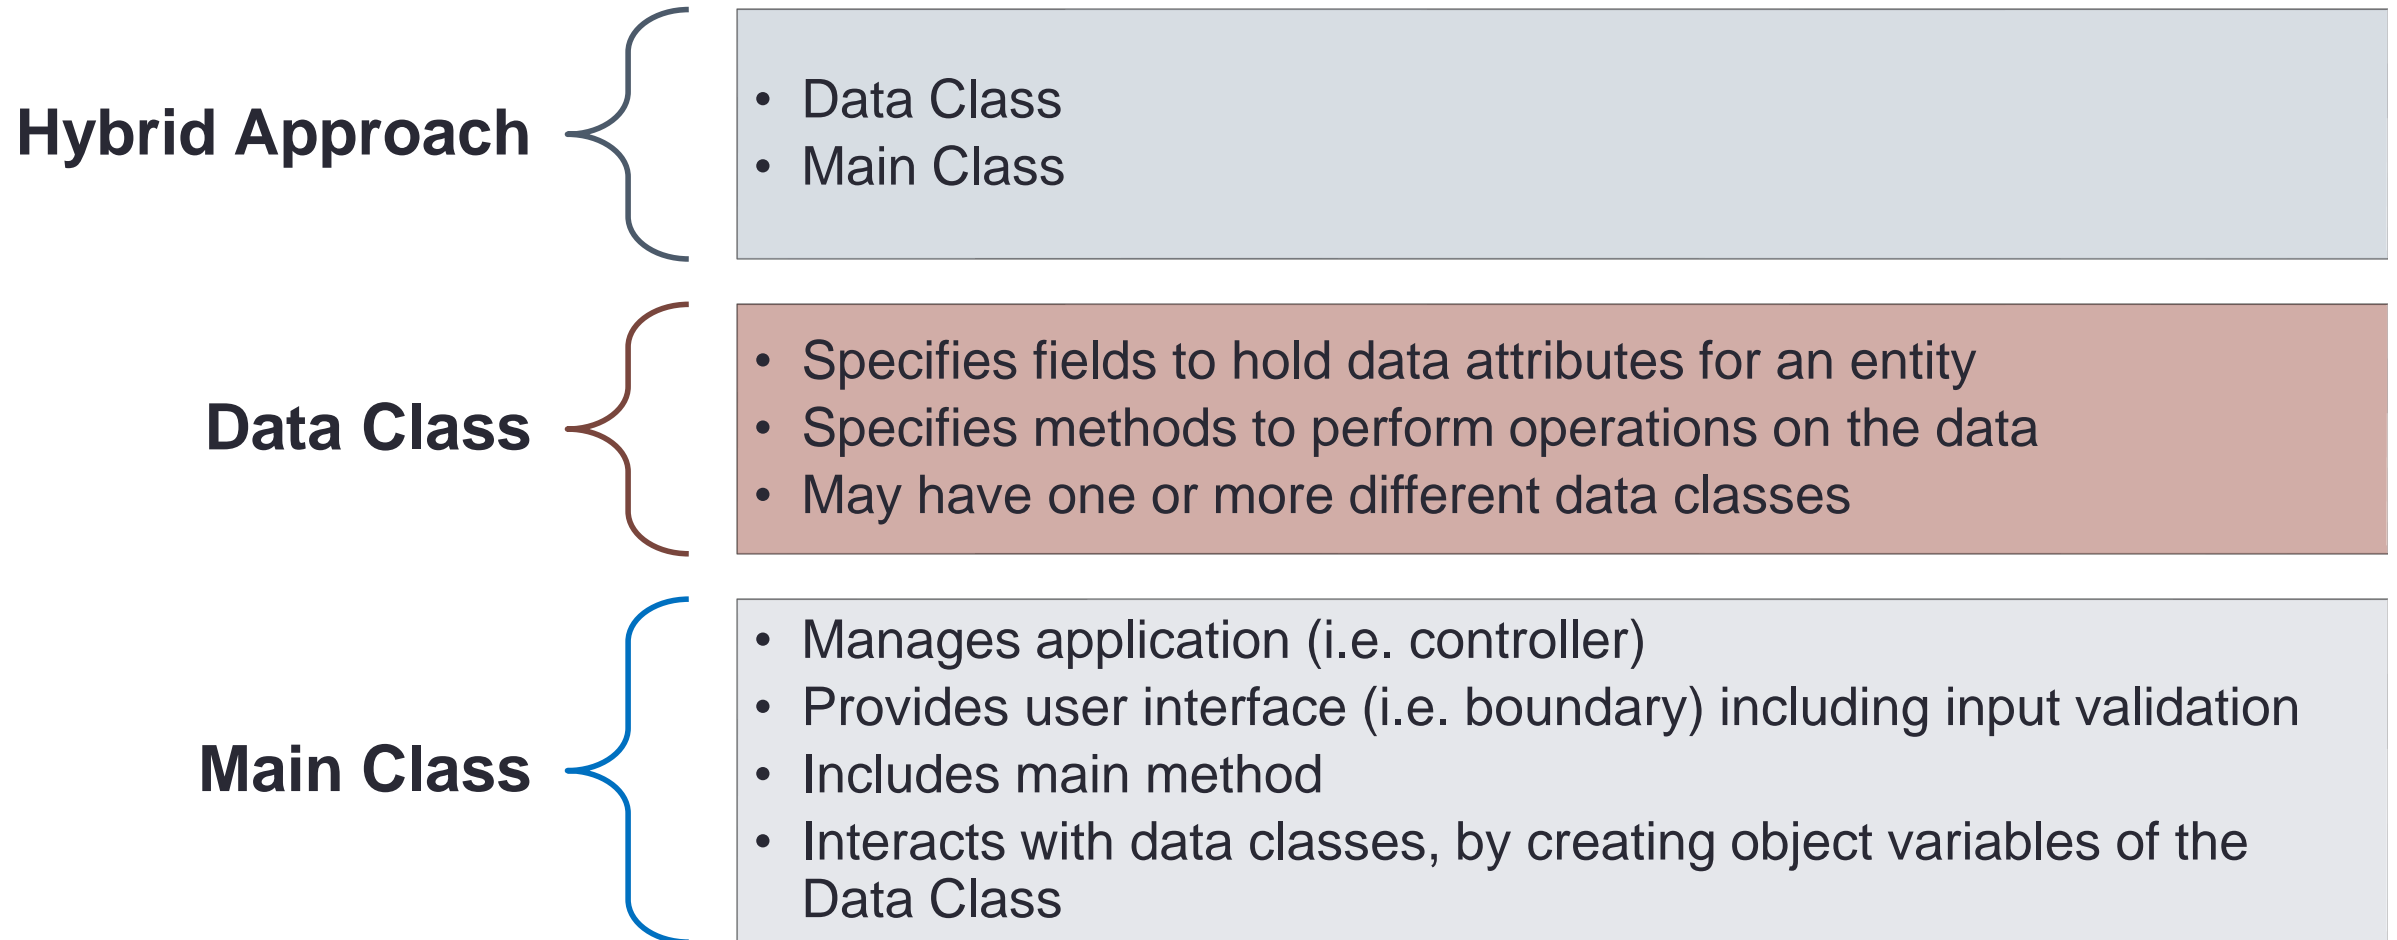 Hybrid Approach
• Data Class
• Main Class
Data Class
• Specifies fields to hold data attributes for an entity
• Specifies methods to perform operations on the data
• May have one or more different data classes
Main Class
• Manages application (i.e. controller)
• Provides user interface (i.e. boundary) including input validation
• Includes main method
• Interacts with data classes, by creating object variables of the
Data Class